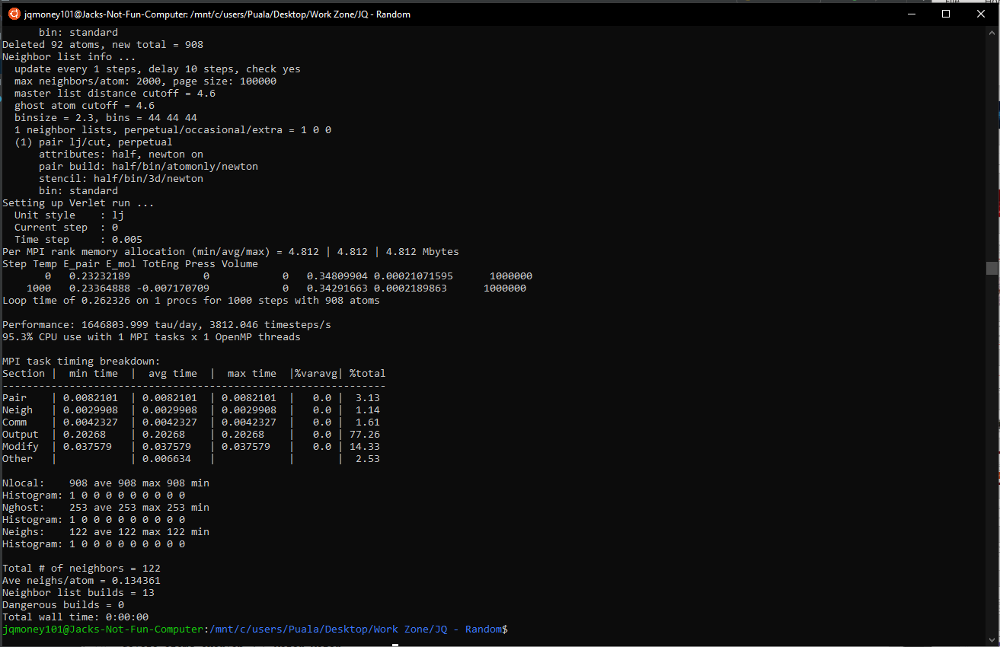 jqmoney101@Jacks-Not-Fun-Computer: /mnt/c/users/Puala/Desktop/Work Zone/JQ - Random
      bin: standard
Deleted 92 atoms, new total = 908
Neighbor list info ...
  update every 1 steps, delay 10 steps, check yes
  max neighbors/atom: 2000, page size: 100000
  master list distance cutoff = 4.6
  ghost atom cutoff = 4.6
  binsize = 2.3, bins = 44 44 44
  1 neighbor lists, perpetual/occasional/extra = 1 0 0
  (1) pair lj/cut, perpetual
      attributes: half, newton on
      pair build: half/bin/atomonly/newton
      stencil: half/bin/3d/newton
      bin: standard
Setting up Verlet run ...
  Unit style    : lj
  Current step  : 0
  Time step     : 0.005
Per MPI rank memory allocation (min/avg/max) = 4.812 | 4.812 | 4.812 Mbytes
Step Temp E_pair E_mol TotEng Press Volume
       0   0.23232189            0            0   0.34809904 0.00021071595      1000000
    1000   0.23364888 -0.007170709            0   0.34291663 0.0002189863      1000000
Loop time of 0.262326 on 1 procs for 1000 steps with 908 atoms
Performance: 1646803.999 tau/day, 3812.046 timesteps/s
95.3% CPU use with 1 MPI tasks x 1 OpenMP threads
MPI task timing breakdown:
Section |  min time  |  avg time  |  max time  |%varavg| %total
---------------------------------------------------------------
Pair    | 0.0082101  | 0.0082101  | 0.0082101  |   0.0 |  3.13
Neigh   | 0.0029908  | 0.0029908  | 0.0029908  |   0.0 |  1.14
Comm    | 0.0042327  | 0.0042327  | 0.0042327  |   0.0 |  1.61
Output  | 0.20268    | 0.20268    | 0.20268    |   0.0 | 77.26
Modify  | 0.037579   | 0.037579   | 0.037579   |   0.0 | 14.33
Other   |            | 0.006634   |            |       |  2.53
Nlocal:    908 ave 908 max 908 min
Histogram: 1 0 0 0 0 0 0 0 0 0
Nghost:    253 ave 253 max 253 min
Histogram: 1 0 0 0 0 0 0 0 0 0
Neighs:    122 ave 122 max 122 min
Histogram: 1 0 0 0 0 0 0 0 0 0
Total # of neighbors = 122
Ave neighs/atom = 0.134361
Neighbor list builds = 13
Dangerous builds = 0
Total wall time: 0:00:00
jqmoney101@Jacks-Not-Fun-Computer:/mnt/c/users/Puala/Desktop/Work Zone/JQ - Random$